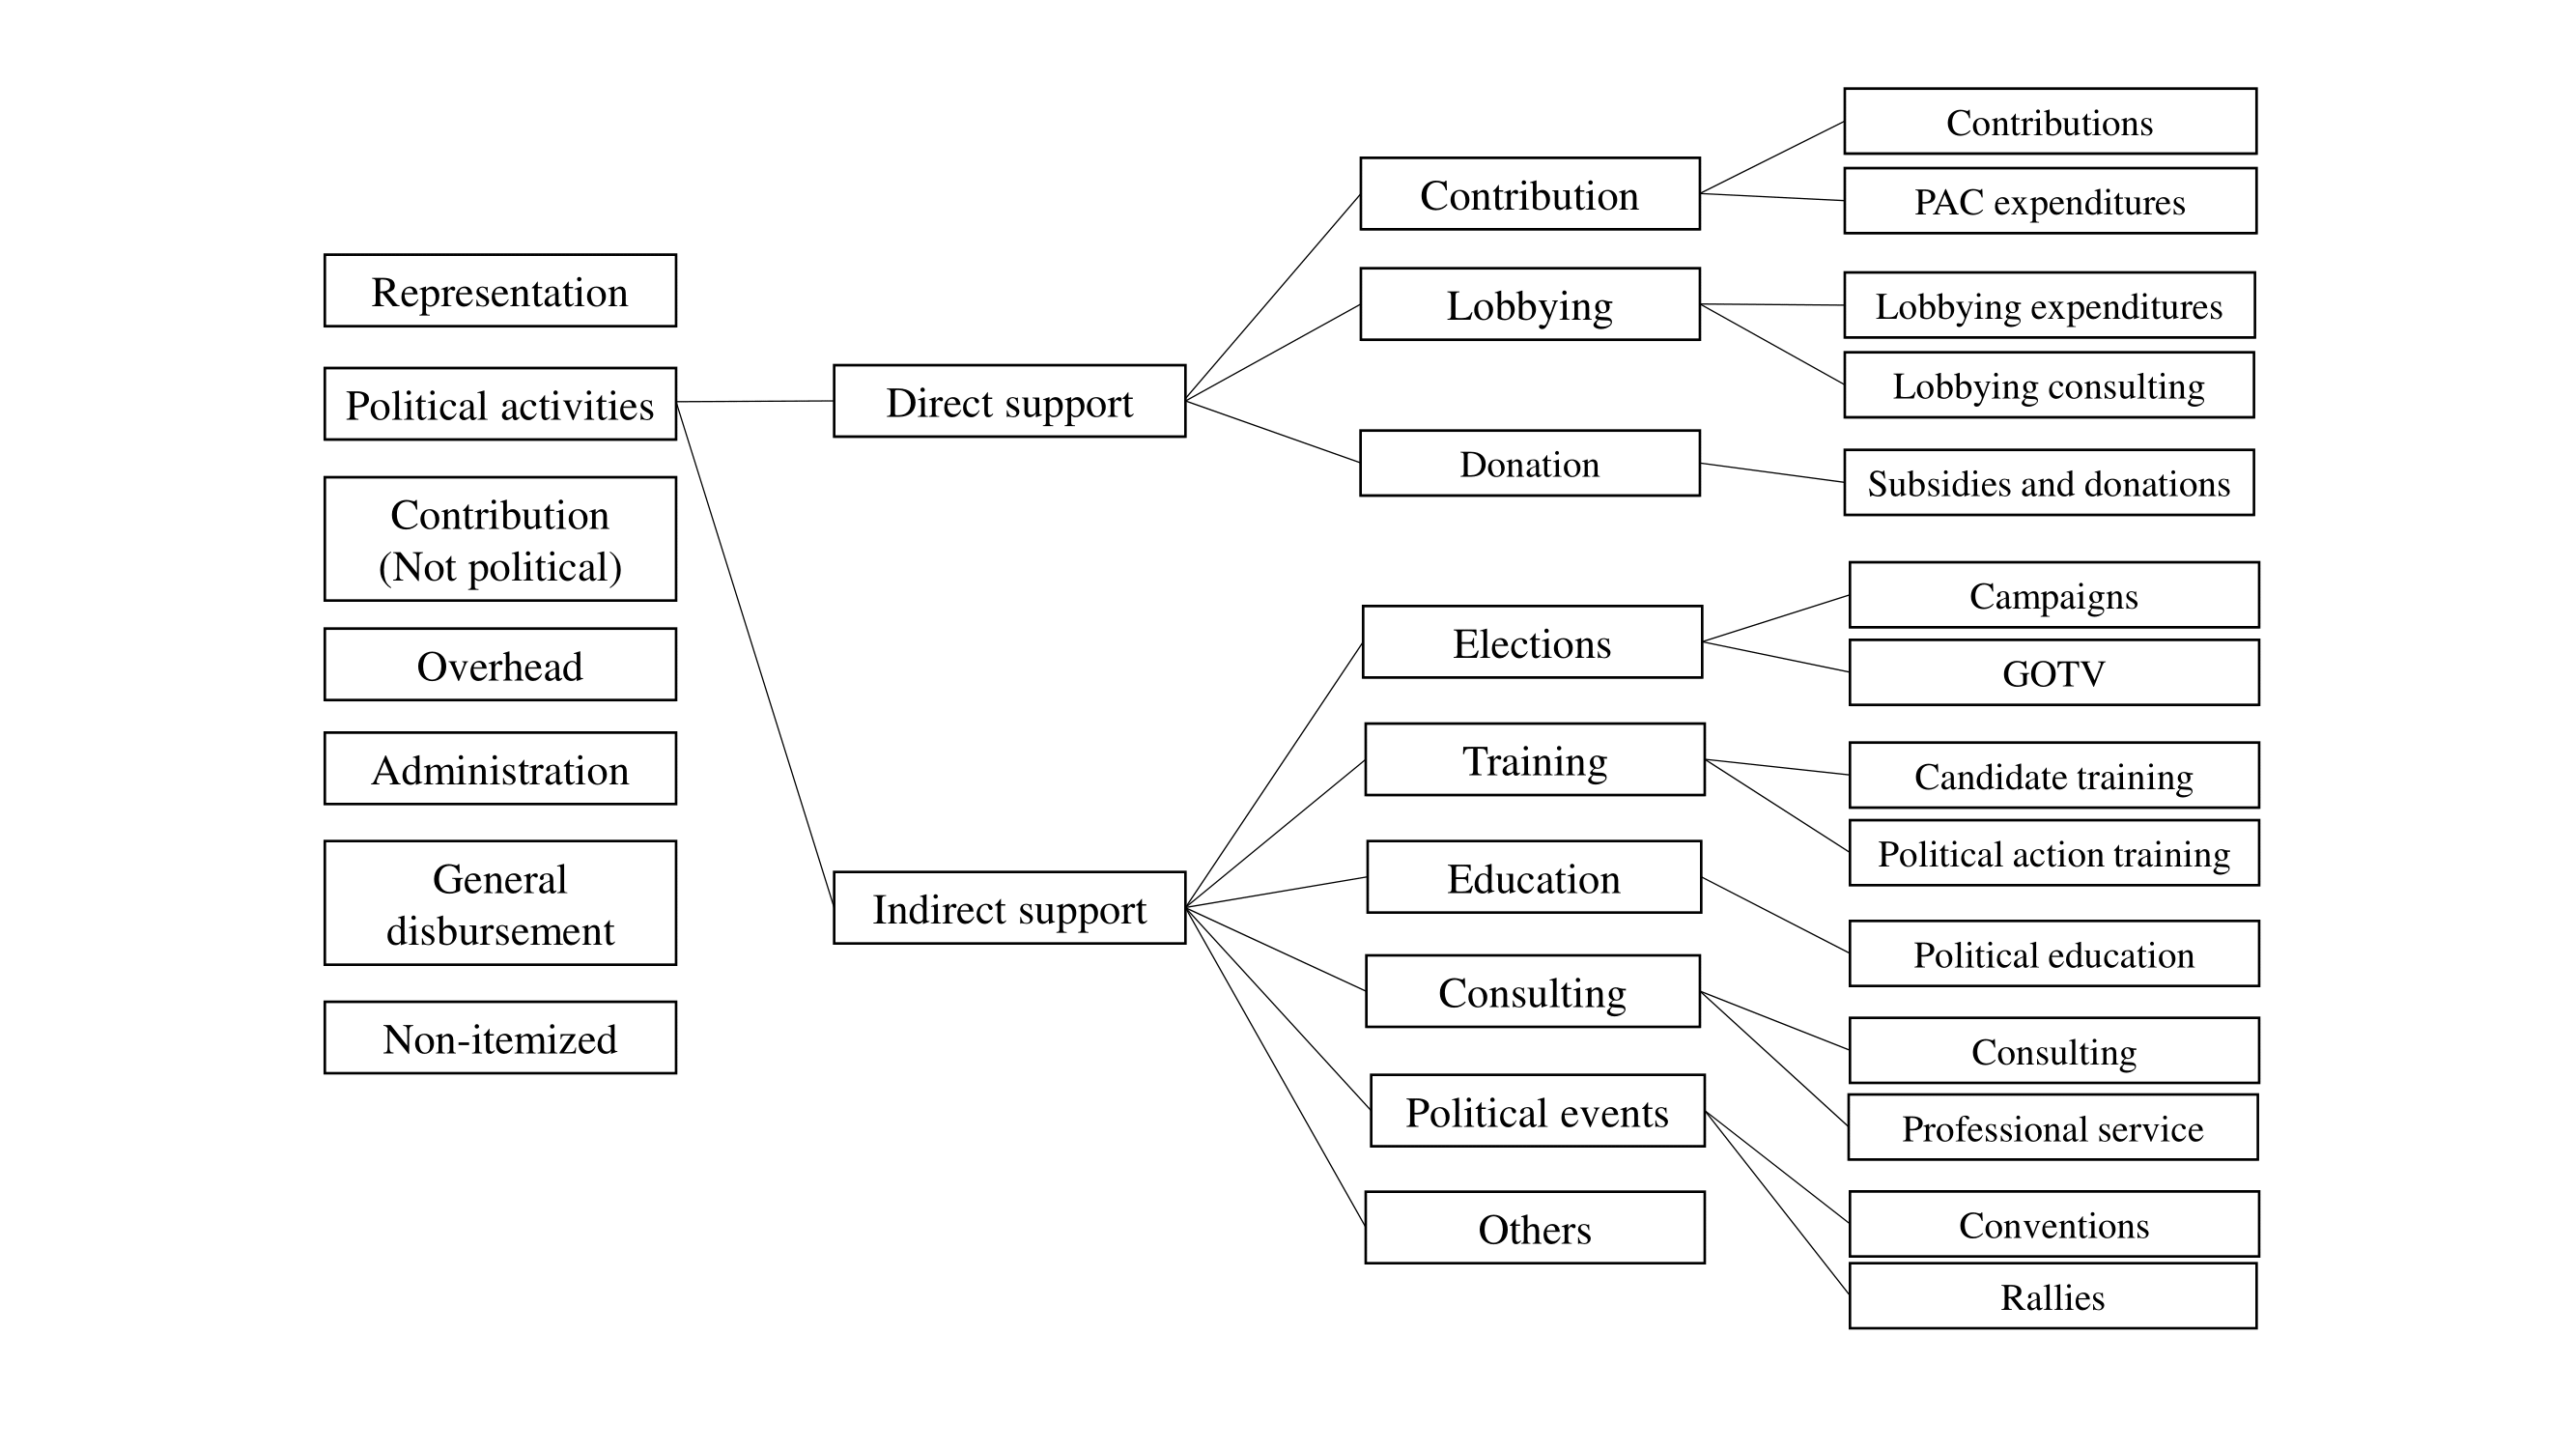 Representation
Political activities
Contribution
(Not political)
Overhead
Administration
General
disbursement
Non-itemized
Direct support
Indirect support
Contribution
Lobbying
Donation
Elections
Training
Education
Consulting
Political events
Others
Contributions
PAC expenditures
Lobbying expenditures
Lobbying consulting
Subsidies and donations
Campaigns
GOTV
Candidate training
Political action training
Political education
Consulting
Professional service
Conventions
Rallies